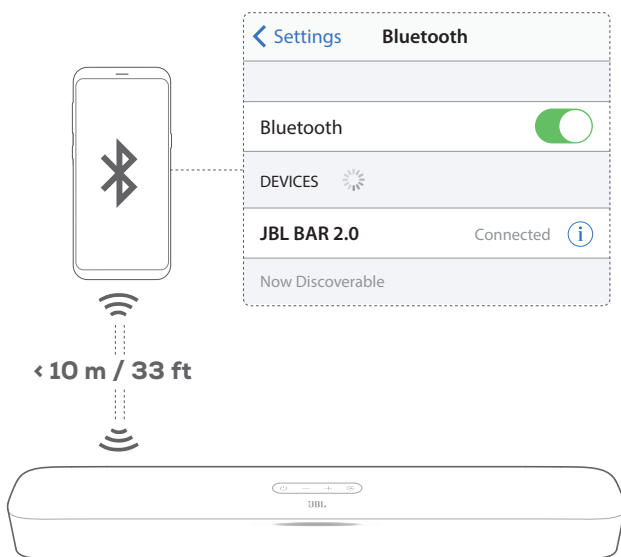 Settings Bluetooth
Bluetooth
DEVICES
JBL BAR 2.0 Connected i
Now Discoverable
< 10 m / 33 ft
JBL